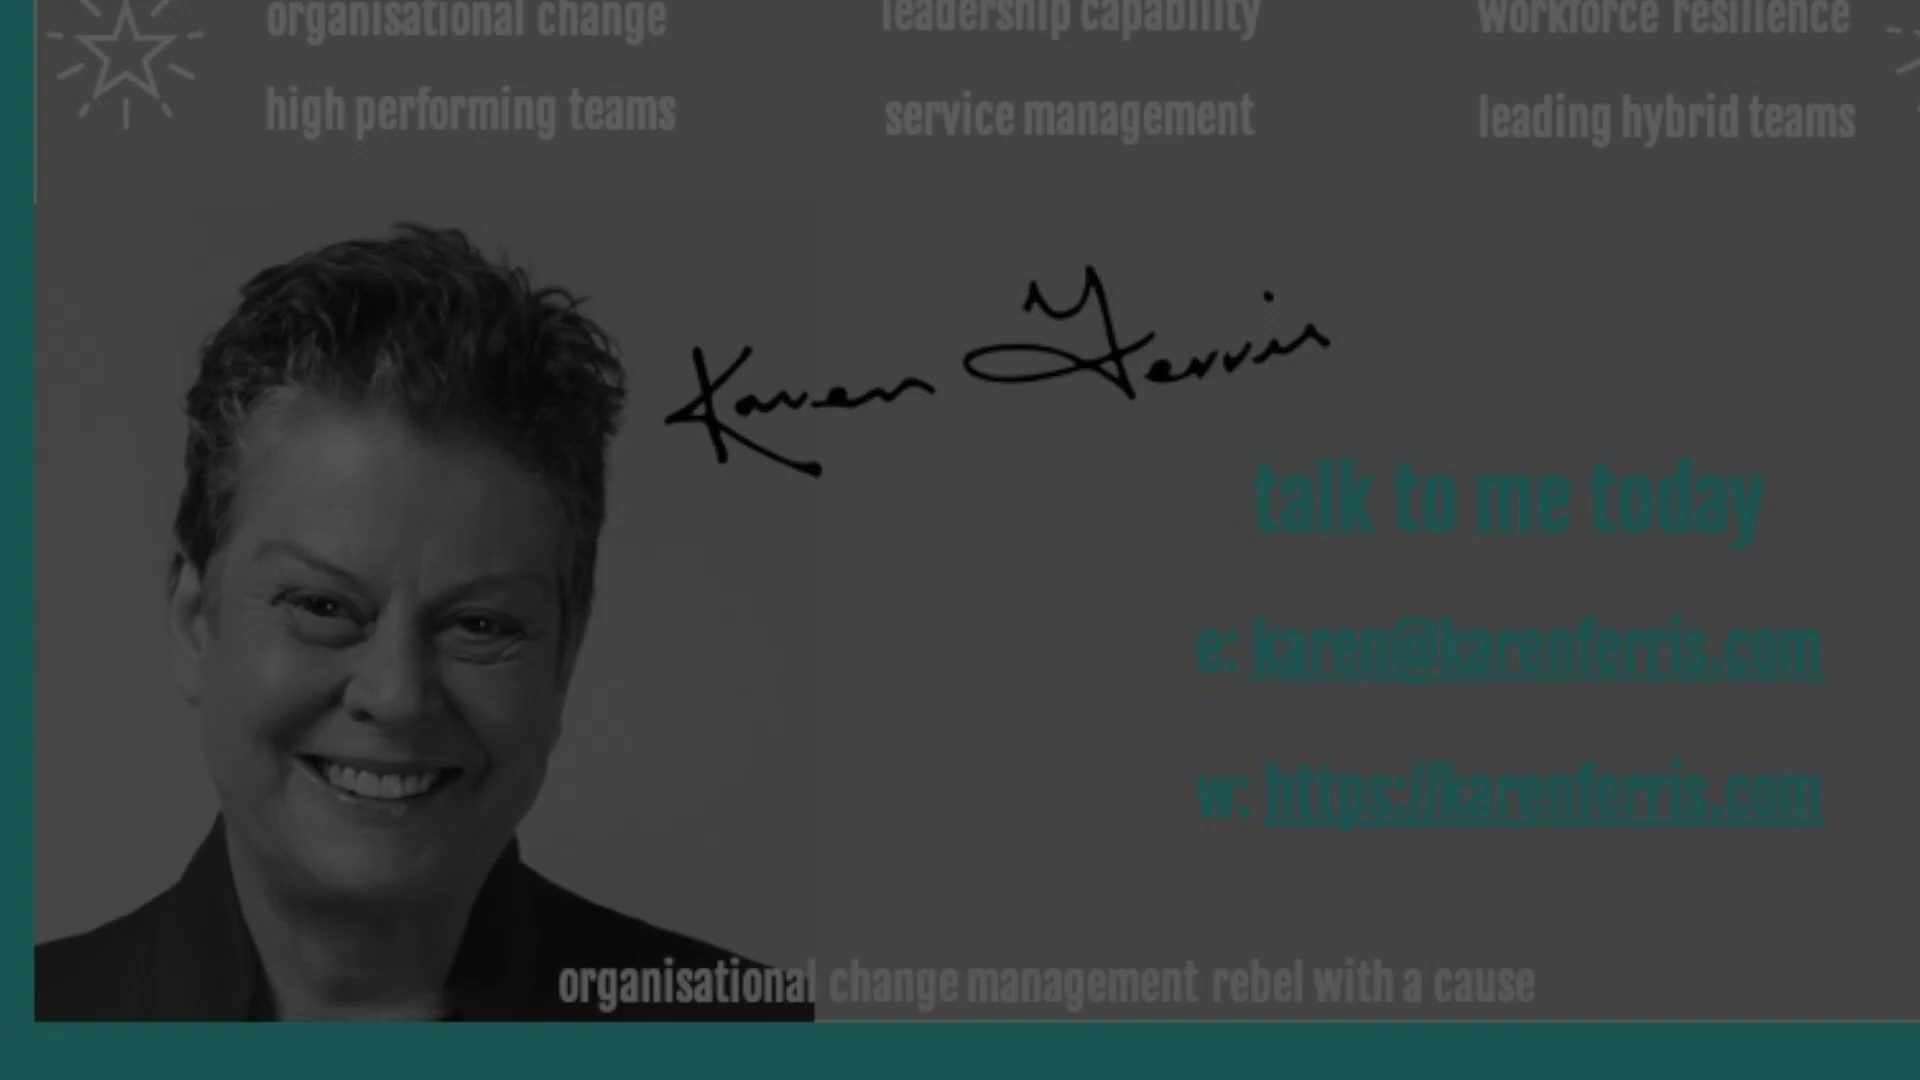 organisational change
leadership capability
workforce resilience
high performing teams
service management
leading hybrid teams
Karen Ferris
talk to me today
e: karen@karenferris.com
w: https://karenferris.com
organisational change management rebel with a cause